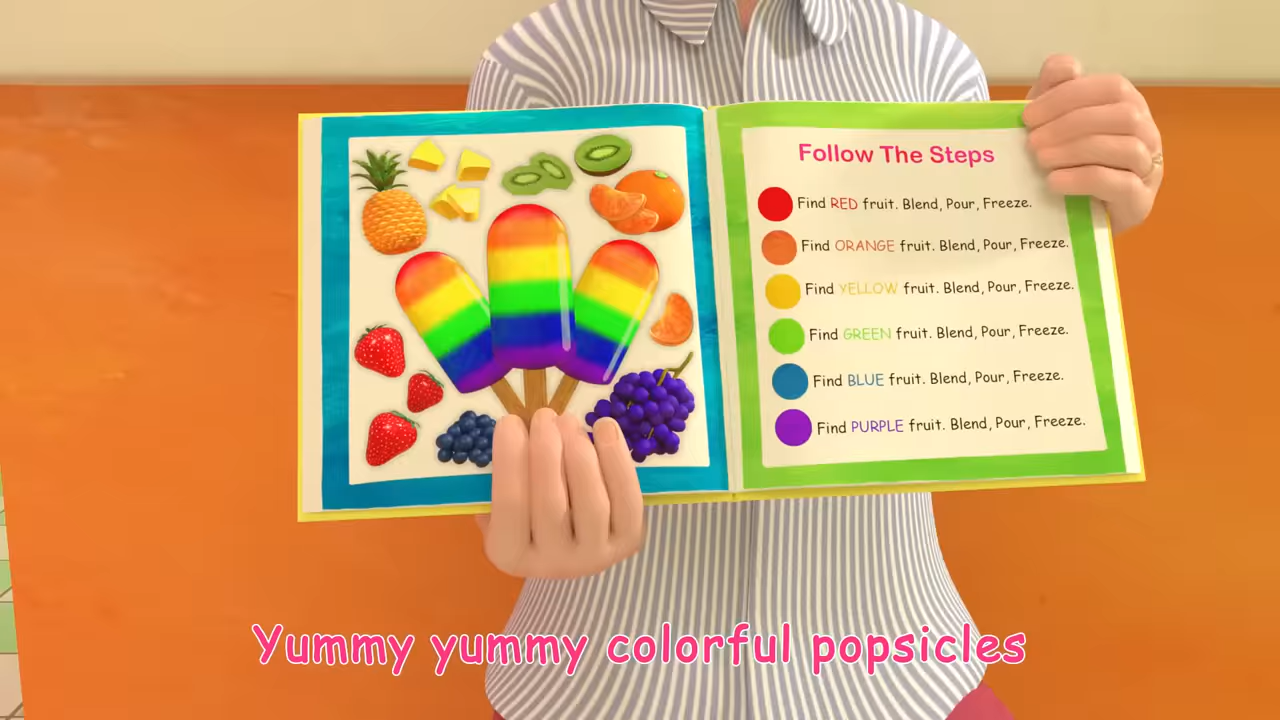 Follow The Steps
Find RED fruit. Blend, Pour, Freeze.
Find ORANGE fruit. Blend, Pour, Freeze.
Find YELLOW fruit. Blend, Pour, Freeze.
Find GREEN fruit. Blend, Pour, Freeze.
Find BLUE fruit. Blend, Pour, Freeze.
Find PURPLE fruit. Blend, Pour, Freeze.
Yummy yummy colorful popsicles